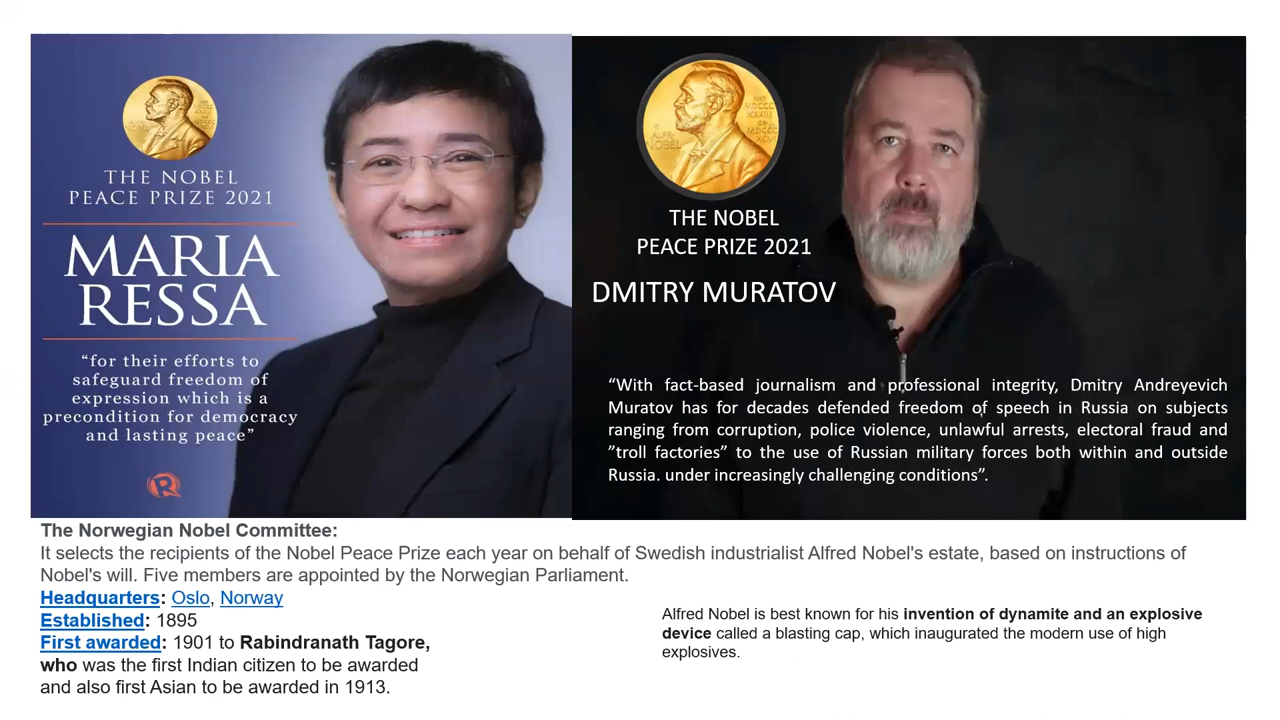 THE NOBEL
PEACE PRIZE 2021
MARIA
RESSA
“for their efforts to
safeguard freedom of
expression which is a
precondition for democracy
and lasting peace”
THE NOBEL
PEACE PRIZE 2021
DMITRY MURATOV
“With fact-based journalism and professional integrity, Dmitry Andreyevich
Muratov has for decades defended freedom of speech in Russia on subjects
ranging from corruption, police violence, unlawful arrests, electoral fraud and
”troll factories” to the use of Russian military forces both within and outside
Russia. under increasingly challenging conditions”.
The Norwegian Nobel Committee:
It selects the recipients of the Nobel Peace Prize each year on behalf of Swedish industrialist Alfred Nobel's estate, based on instructions of
Nobel's will. Five members are appointed by the Norwegian Parliament.
Headquarters: Oslo, Norway
Established: 1895
First awarded: 1901 to Rabindranath Tagore,
who was the first Indian citizen to be awarded
and also first Asian to be awarded in 1913.
Alfred Nobel is best known for his invention of dynamite and an explosive
device called a blasting cap, which inaugurated the modern use of high
explosives.